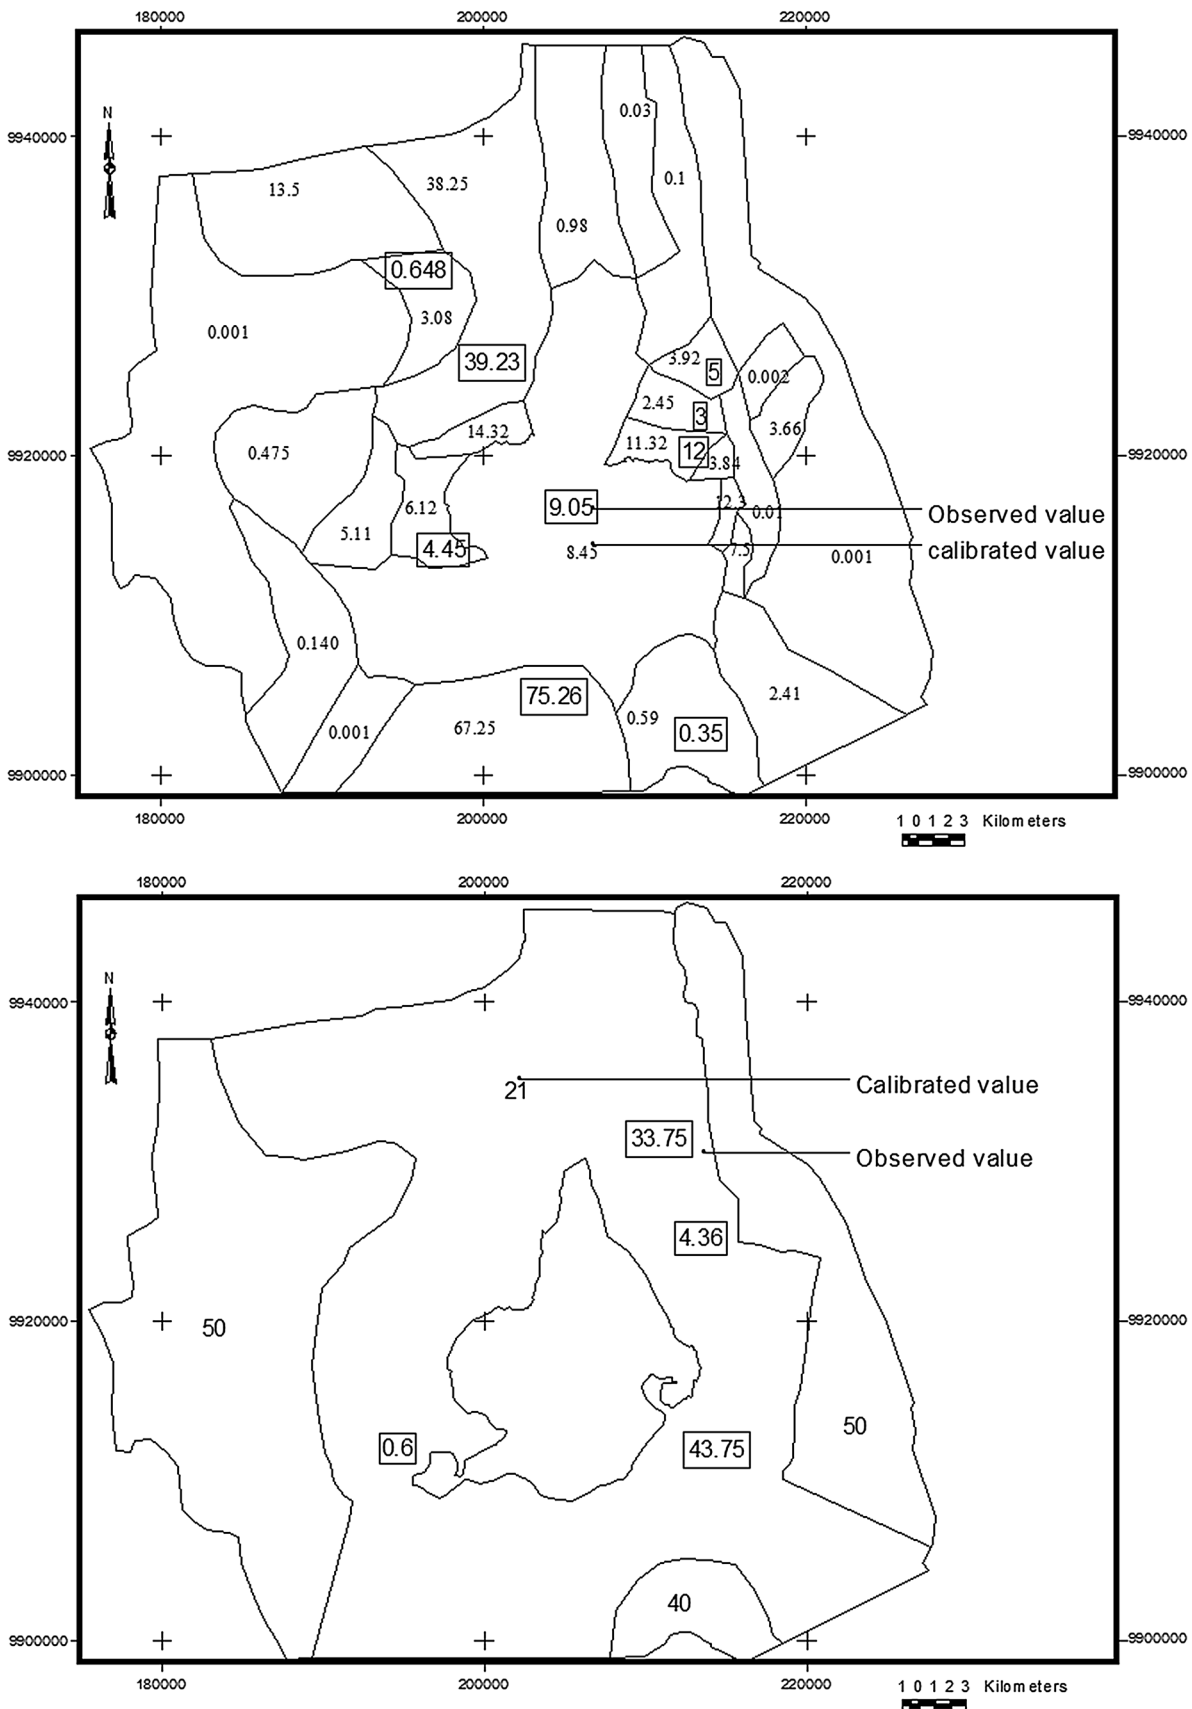 180000 200000 220000
N
9940000 9940000
0.03
13.5 38.25 0.1
0.98
0.648
0.001 3.08
39.23 3.92 5 0.002
2.45 3
14.32 3.66
0.475 11.32 12 3.84
9920000 9920000
6.12 9.05 12.3 0.01 Observed value
5.11 4.45 8.45 7.5 0.001 calibrated value
0.140
75.26 2.41
0.001 67.25 0.59 0.35
9900000 9900000
180000 200000 220000
1 0 1 2 3 Kilometers
180000 200000 220000
N
9940000 9940000
21 Calibrated value
33.75
Observed value
4.36
50
9920000 9920000
50
0.6 43.75
40
9900000 9900000
180000 200000 220000
1 0 1 2 3 Kilometers